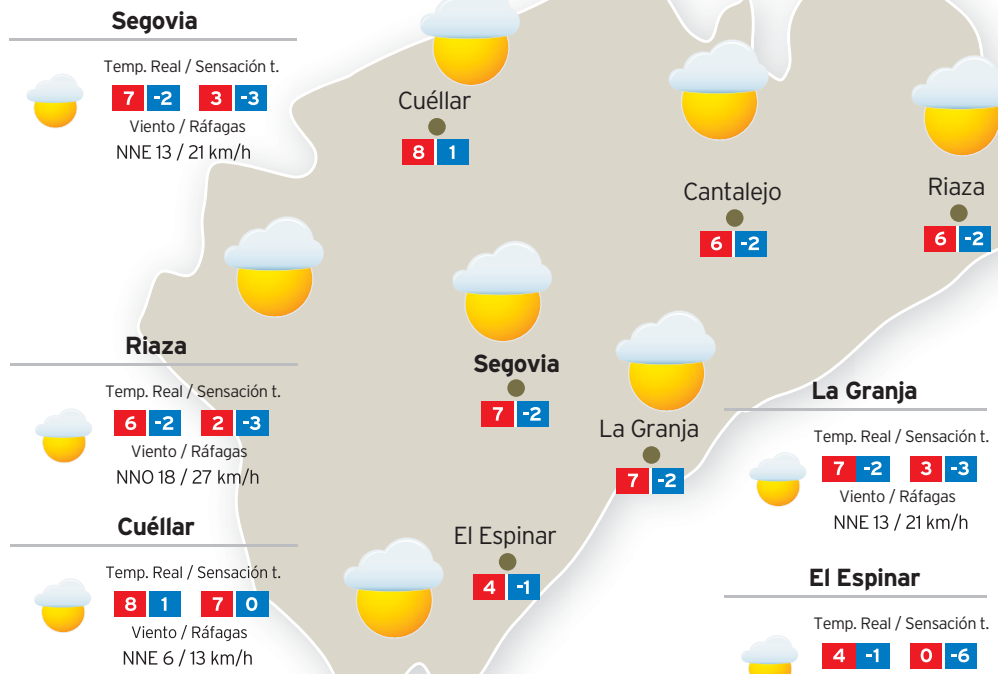 Segovia
Temp. Real / Sensación t.
7 -2 3 -3
Viento / Ráfagas
NNE 13 / 21 km/h
Cuéllar
8 1
Cantalejo
6 -2
Riaza
6 -2
Segovia
7 -2
La Granja
7 -2
El Espinar
4 -1
Riaza
Temp. Real / Sensación t.
6 -2 2 -3
Viento / Ráfagas
NNO 18 / 27 km/h
Cuéllar
Temp. Real / Sensación t.
8 1 7 0
Viento / Ráfagas
NNE 6 / 13 km/h
La Granja
Temp. Real / Sensación t.
7 -2 3 -3
Viento / Ráfagas
NNE 13 / 21 km/h
El Espinar
Temp. Real / Sensación t.
4 -1 0 -6